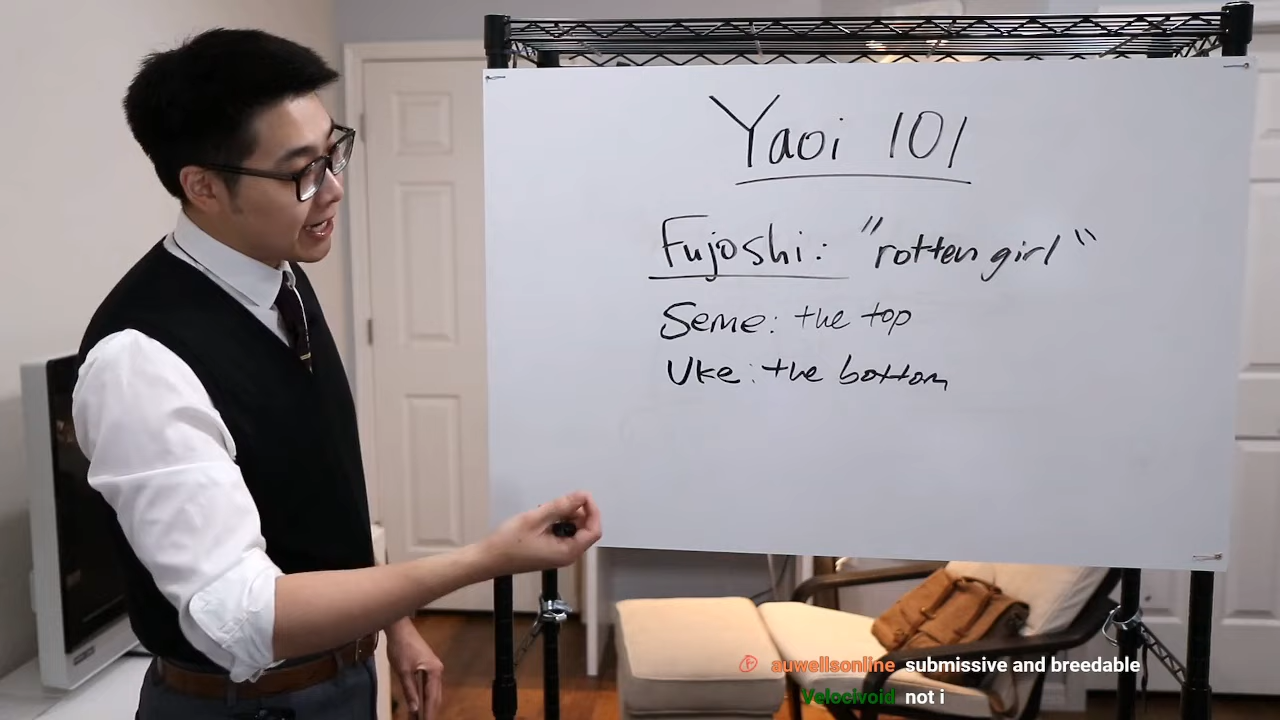 Yaoi 101
Fujoshi: "rotten girl"
Seme: the top
Uke: the bottom
auwellsonline submissive and breedable
Velocivoid not i